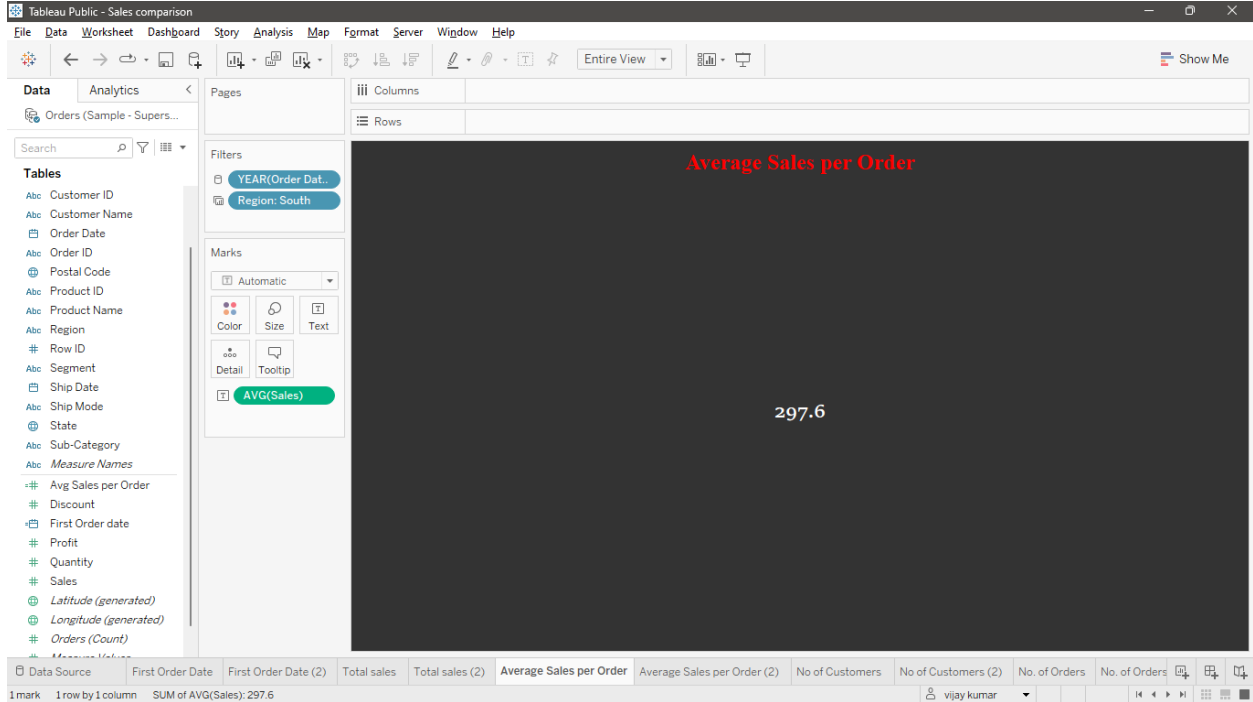 Tableau Public - Sales comparison
File Data Worksheet Dashboard Story Analysis Map Format Server Window Help
Entire View
Show Me
Data Analytics
Orders (Sample - Supers...
Search
Tables
Customer ID
Customer Name
Order Date
Order ID
Postal Code
Product ID
Product Name
Region
Row ID
Segment
Ship Date
Ship Mode
State
Sub-Category
Measure Names
Avg Sales per Order
Discount
First Order date
Profit
Quantity
Sales
Latitude (generated)
Longitude (generated)
Orders (Count)
Measure Values
Pages
Filters
YEAR(Order Dat..
Region: South
Marks
Automatic
Color Size Text
Detail Tooltip
AVG(Sales)
Columns
Rows
Average Sales per Order
297.6
Data Source First Order Date First Order Date (2) Total sales Total sales (2) Average Sales per Order Average Sales per Order (2) No of Customers No of Customers (2) No. of Orders No. of Orders
1 mark 1 row by 1 column SUM of AVG(Sales): 297.6 vijay kumar